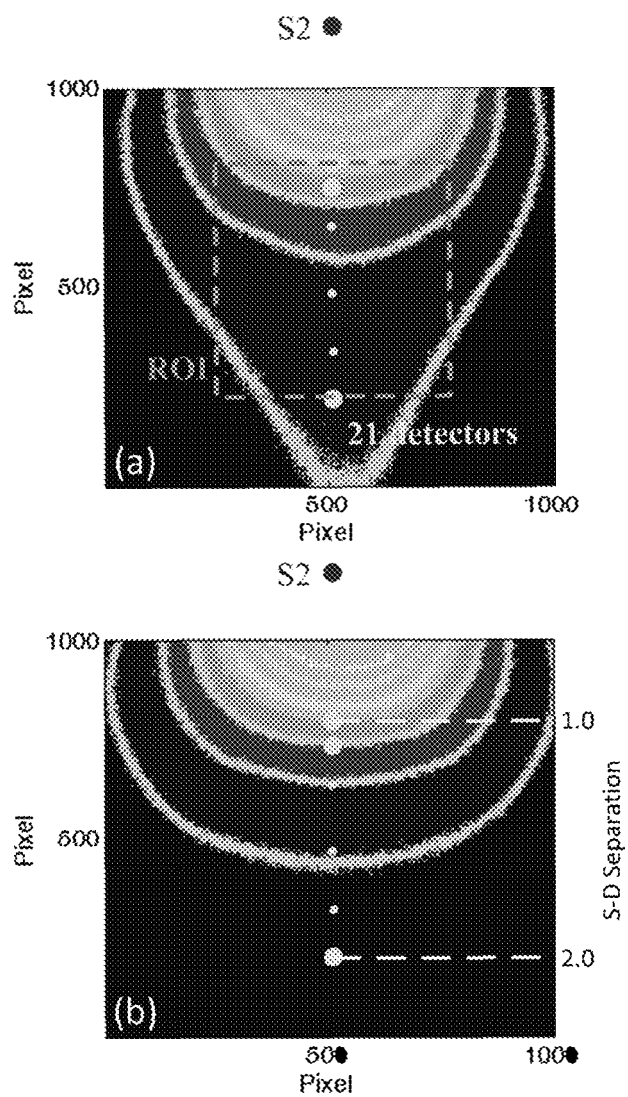 S2
1000
Pixel
500
ROI
21 detectors
(a)
500 1000
Pixel
S2
1000
1.0
Pixel
500
S-D Separation
2.0
(b)
500 1000
Pixel